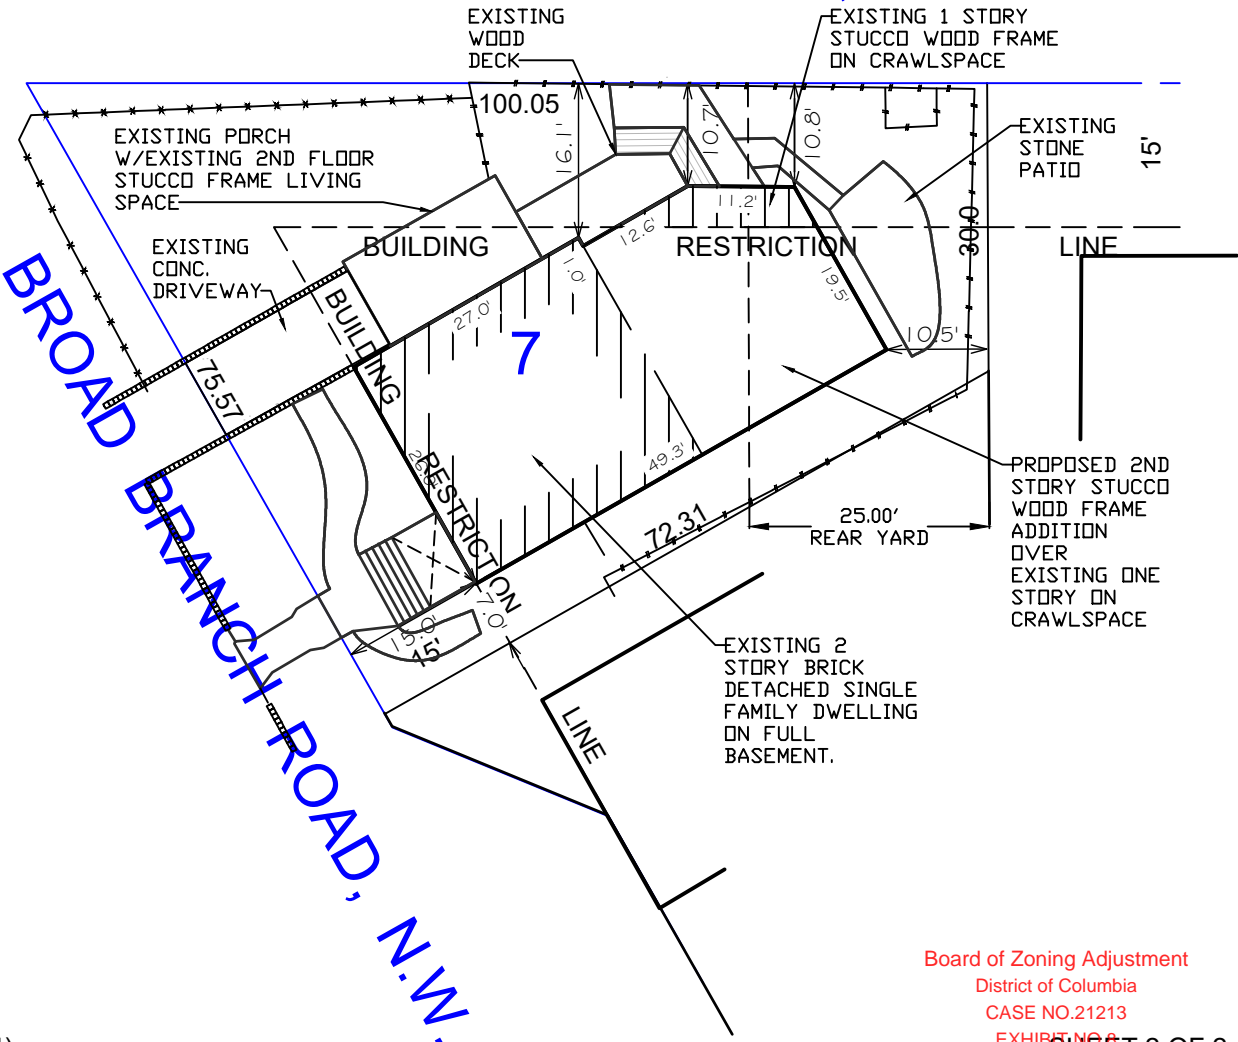 EXISTING
WOOD
DECK
EXISTING 1 STORY
STUCCO WOOD FRAME
ON CRAWLSPACE
100.05
EXISTING PORCH
W/EXISTING 2ND FLOOR
STUCCO FRAME LIVING
SPACE
16.1'
10.7'
10.8'
EXISTING
STONE
PATIO
15'
EXISTING
CONC.
DRIVEWAY
BUILDING
RESTRICTION
LINE
30.0
11.2'
12.6'
1.0'
19.5'
27.0'
10.5'
7
BUILDING
RESTRICTION
LINE
75.57
49.3'
72.31
25.00'
REAR YARD
PROPOSED 2ND
STORY STUCCO
WOOD FRAME
ADDITION
OVER
EXISTING ONE
STORY ON
CRAWLSPACE
7.0'
15.0'
15'
EXISTING 2
STORY BRICK
DETACHED SINGLE
FAMILY DWELLING
ON FULL
BASEMENT.
BROAD BRANCH ROAD, N.W.
Board of Zoning Adjustment
District of Columbia
CASE NO.21213
EXHIBIT NO.